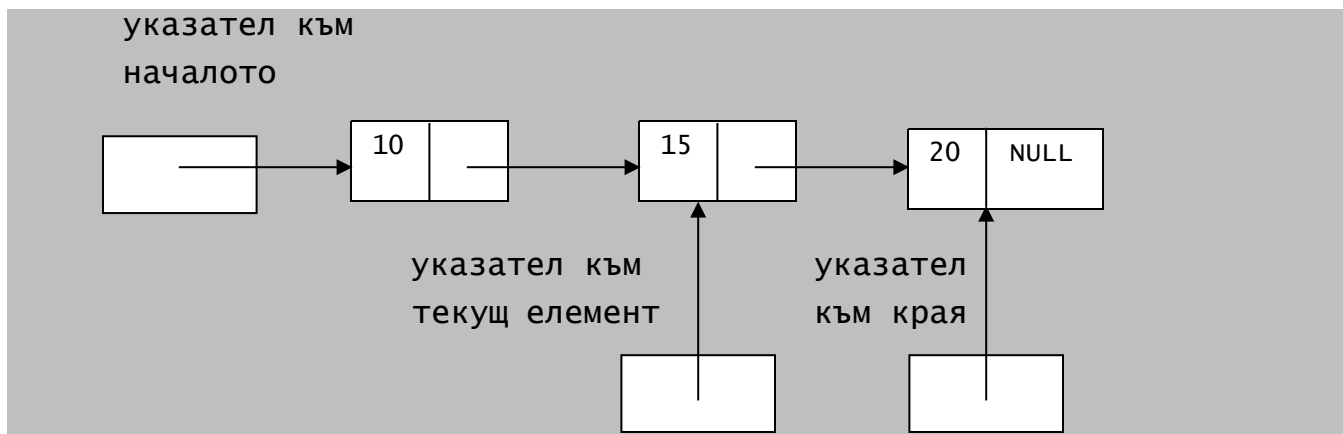 указател към
началото
10
15
20
NULL
указател към
текущ елемент
указател
към края